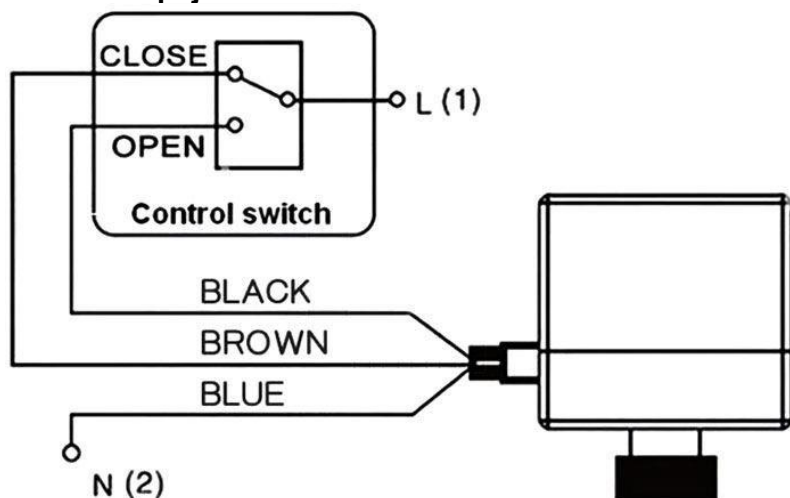 CLOSE
L (1)
OPEN
Control switch
BLACK
BROWN
BLUE
N (2)